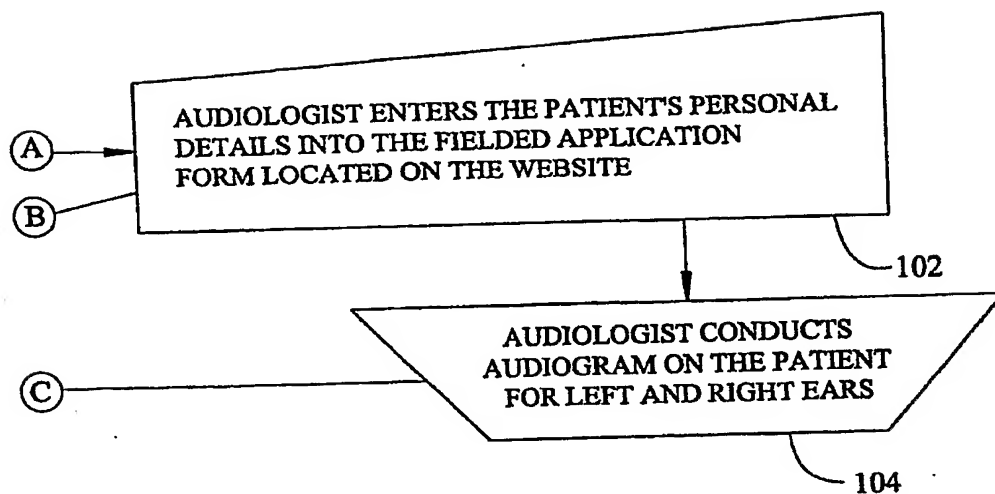 AUDIOLOGIST ENTERS THE PATIENT'S PERSONAL
DETAILS INTO THE FIELDED APPLICATION
FORM LOCATED ON THE WEBSITE
A
B
102
AUDIOLOGIST CONDUCTS
AUDIOGRAM ON THE PATIENT
FOR LEFT AND RIGHT EARS
C
104